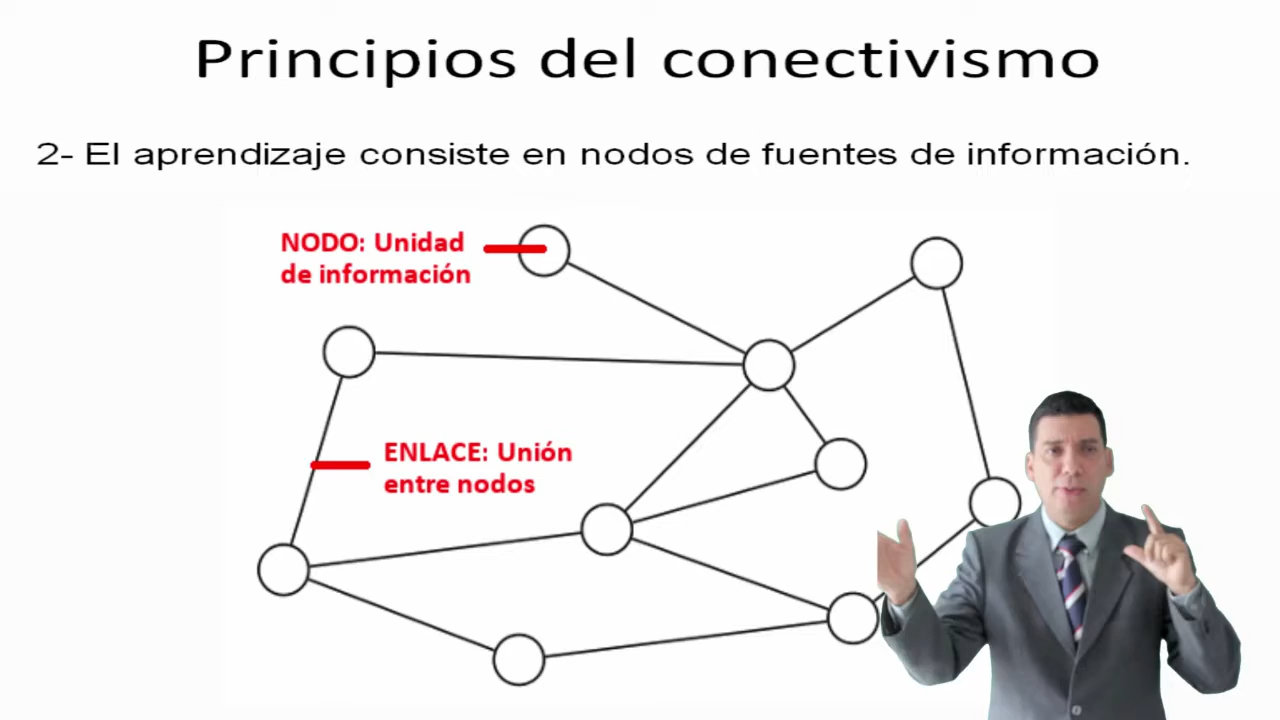 Principios del conectivismo
2- El aprendizaje consiste en nodos de fuentes de información.
NODO: Unidad
de información
ENLACE: Unión
entre nodos